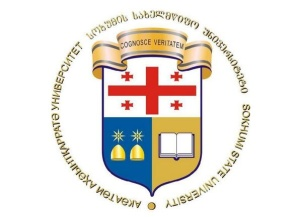 COGNOSCE VERITATEM
სოხუმის სახელმწიფო უნივერსიტეტი
SOKHUMI STATE UNIVERSITY
УНИВЕРСИТЕТ